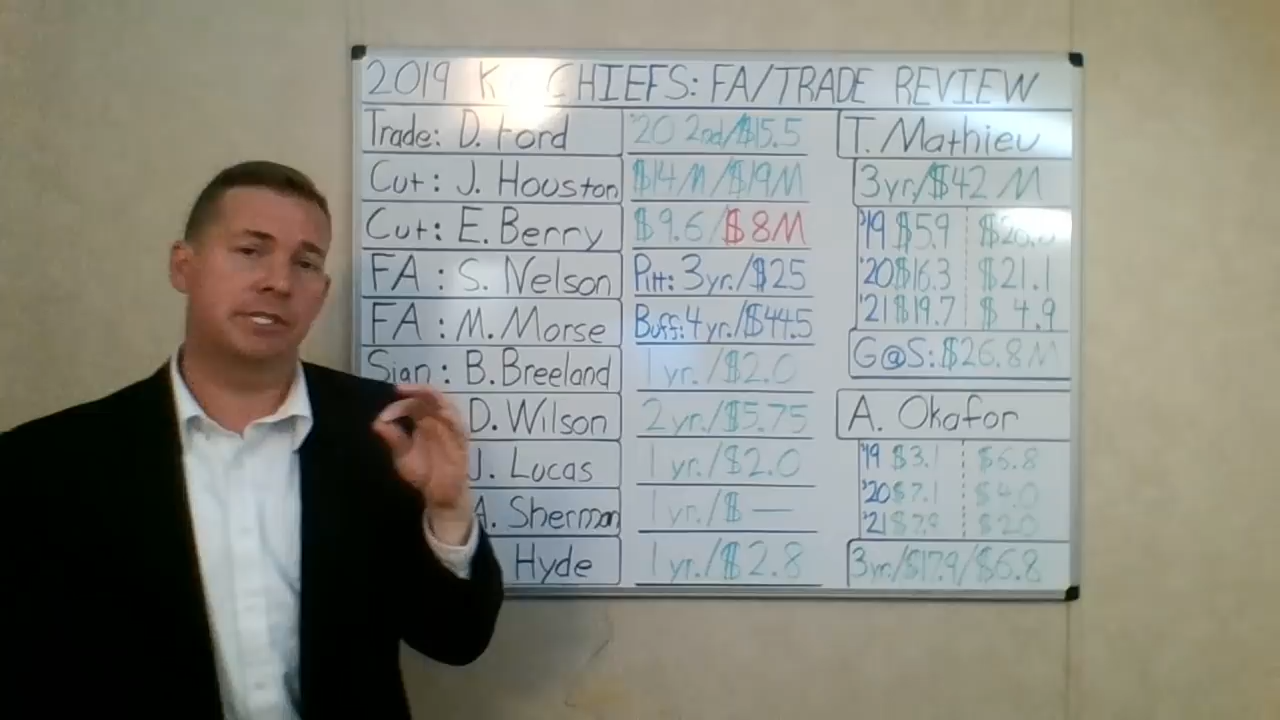 2019 K CHIEFS: FA/TRADE REVIEW
Trade: D. Ford '20 2nd/$15.5
Cut: J. Houston $14M/$19M
Cut: E. Berry $9.6/$8M
FA: S. Nelson Pitt: 3yr./$25
FA: M. Morse Buff: 4yr./$44.5
Sign: B. Breeland 1yr./$2.0
D. Wilson 2yr./$5.75
J. Lucas 1yr./$2.0
A. Sherman 1yr./$ —
Hyde 1yr./$2.8
T. Mathieu
3yr/$42 M
'19 $5.9
'20 $16.3 $21.1
'21 $19.7 $ 4.9
G@S: $26.8M
A. Okafor
'19 $3.1 $6.8
'20 $7.1 $4.0
'21 $7.9 $2.0
3yr/$17.9/$6.8